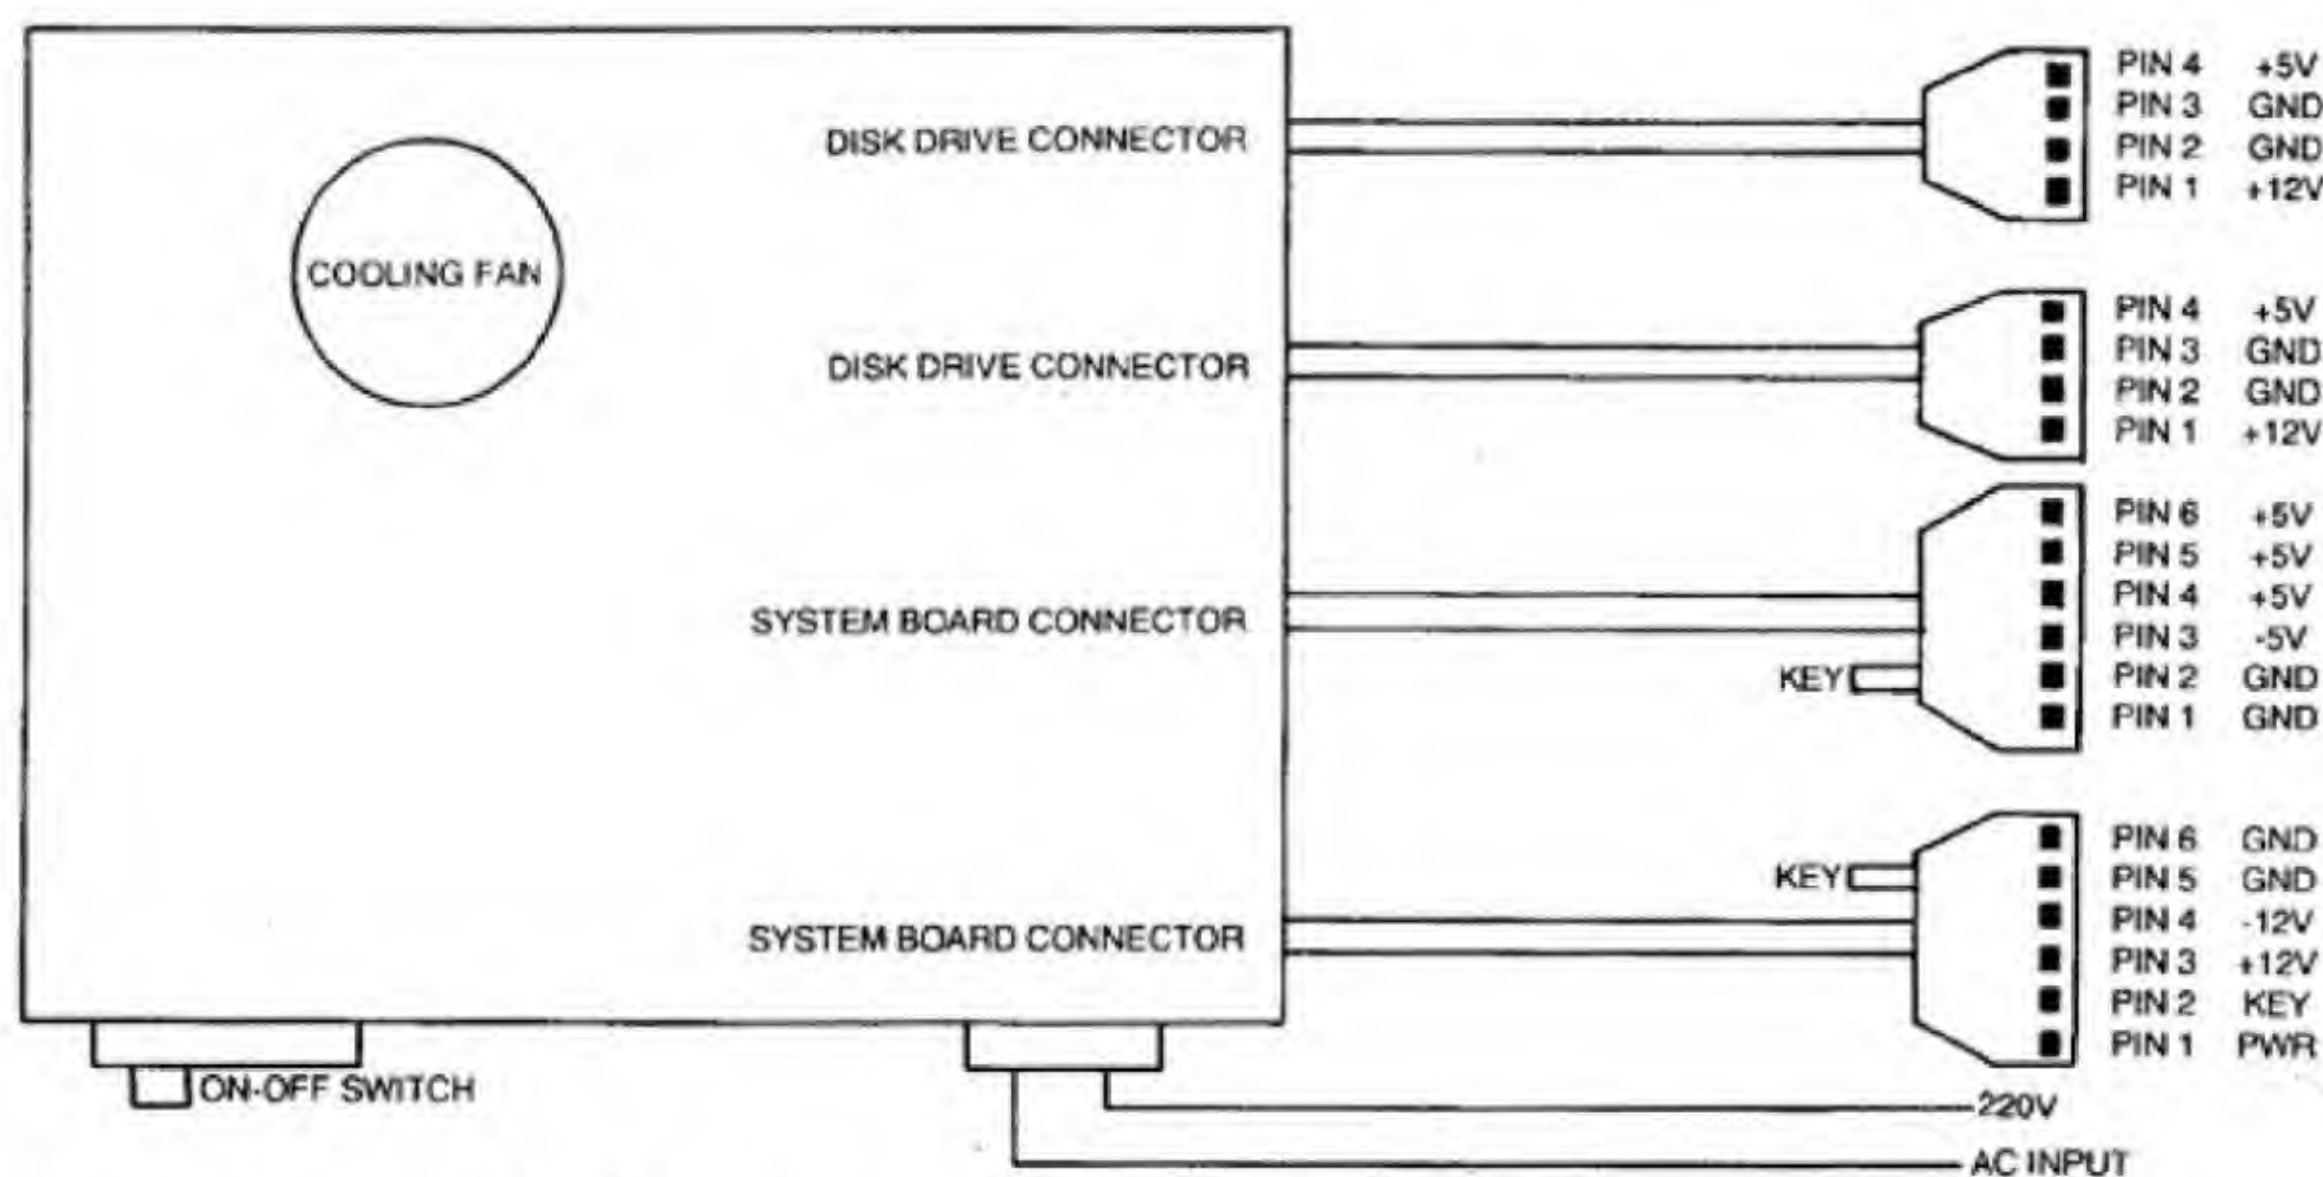 COOLING FAN
DISK DRIVE CONNECTOR
PIN 4 +5V
PIN 3 GND
PIN 2 GND
PIN 1 +12V
DISK DRIVE CONNECTOR
PIN 4 +5V
PIN 3 GND
PIN 2 GND
PIN 1 +12V
SYSTEM BOARD CONNECTOR
KEY
PIN 6 +5V
PIN 5 +5V
PIN 4 +5V
PIN 3 -5V
PIN 2 GND
PIN 1 GND
SYSTEM BOARD CONNECTOR
KEY
PIN 6 GND
PIN 5 GND
PIN 4 -12V
PIN 3 +12V
PIN 2 KEY
PIN 1 PWR
ON-OFF SWITCH
220V
AC INPUT